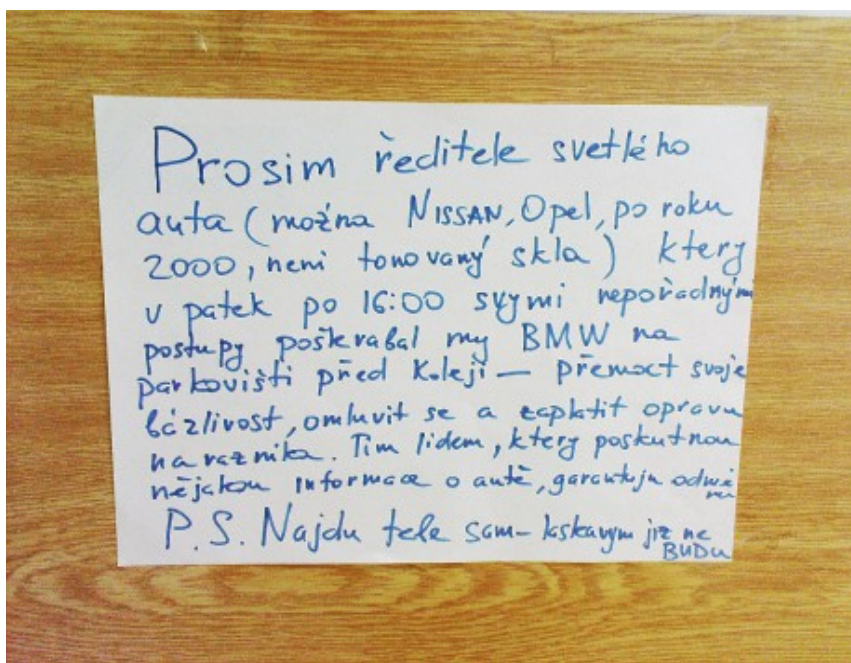 Prosim ředitele svetlého
auta (možna NISSAN, Opel, po roku
2000, neni tonovaný skla) ktery
v patek po 16:00 svymi nepořadnými
postupy poškrabal my BMW na
parkovišti před Koleji — přemoct svoje
bázlivost, omluvit se a zaplatit opravu
naraznika. Tim lidem, ktery poskutnou
nějakou informace o autě, garantuju odměnu
P.S. Najdu tele sam - laskavym již ne
BUDU